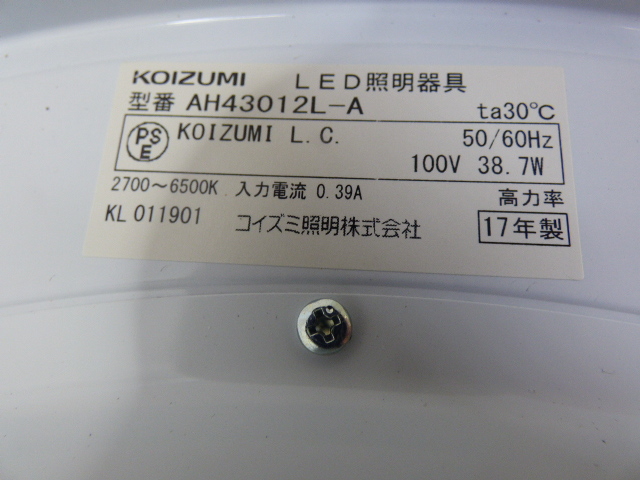 KOIZUMI LED照明器具
型番 AH43012L-A ta30℃
PSE KOIZUMI L.C. 50/60Hz
100V 38.7W
2700～6500K 入力電流 0.39A 高力率
KL 011901 コイズミ照明株式会社 17年製